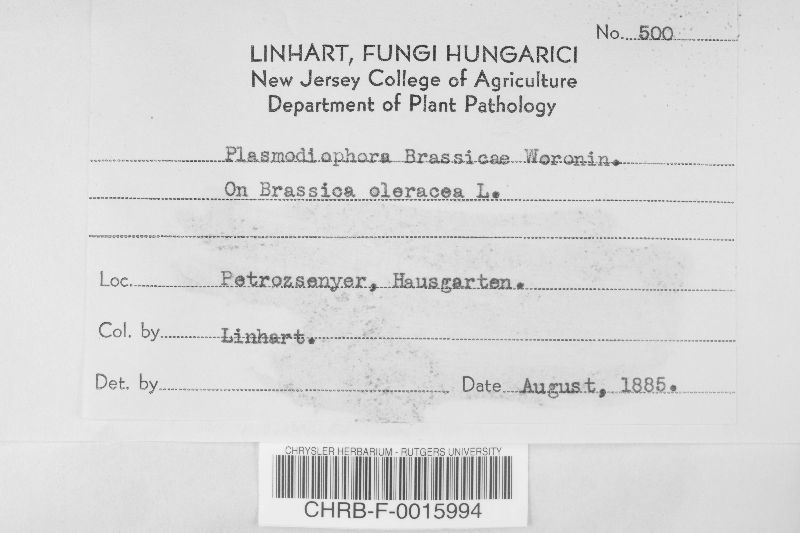 No. 500
LINHART, FUNGI HUNGARICI
New Jersey College of Agriculture
Department of Plant Pathology
Plasmodiophora Brassicae Woronin.
On Brassica oleracea L.
Loc. Petrozsenyer, Hausgarten.
Col. by Linhart.
Det. by Date August, 1885.
CHRYSLER HERBARIUM - RUTGERS UNIVERSITY
CHRB-F-0015994